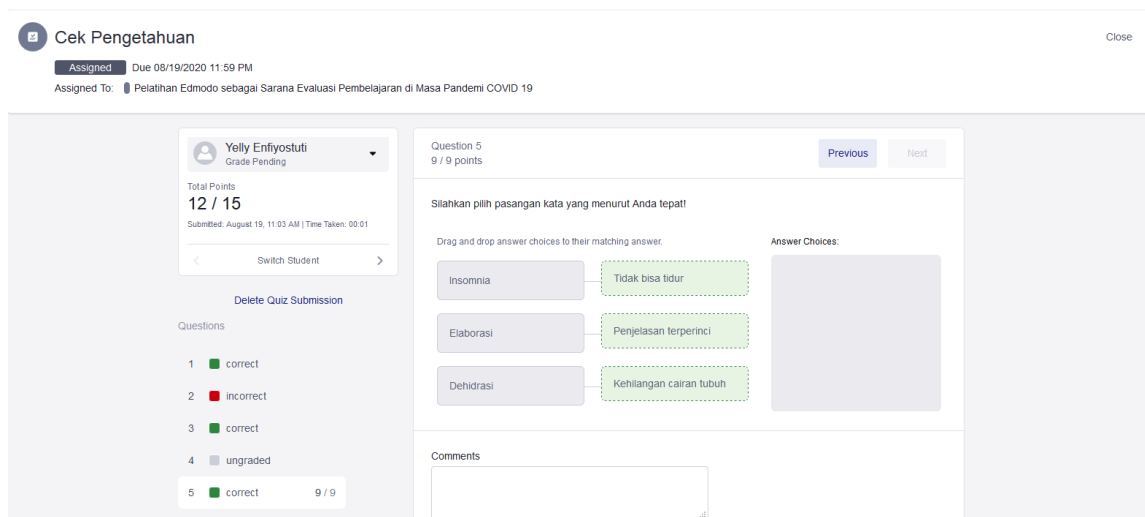 Cek Pengetahuan
Close
Assigned Due 08/19/2020 11:59 PM
Assigned To: Pelatihan Edmodo sebagai Sarana Evaluasi Pembelajaran di Masa Pandemi COVID 19
Yelly Enfiyostuti
Grade Pending
Total Points
12 / 15
Submitted: August 19, 11:03 AM | Time Taken: 00:01
Switch Student
Delete Quiz Submission
Questions
1 correct
2 incorrect
3 correct
4 ungraded
5 correct 9 / 9
Question 5
9 / 9 points
Previous
Next
Silahkan pilih pasangan kata yang menurut Anda tepat!
Drag and drop answer choices to their matching answer.
Answer Choices:
Insomnia
Tidak bisa tidur
Elaborasi
Penjelasan terperinci
Dehidrasi
Kehilangan cairan tubuh
Comments